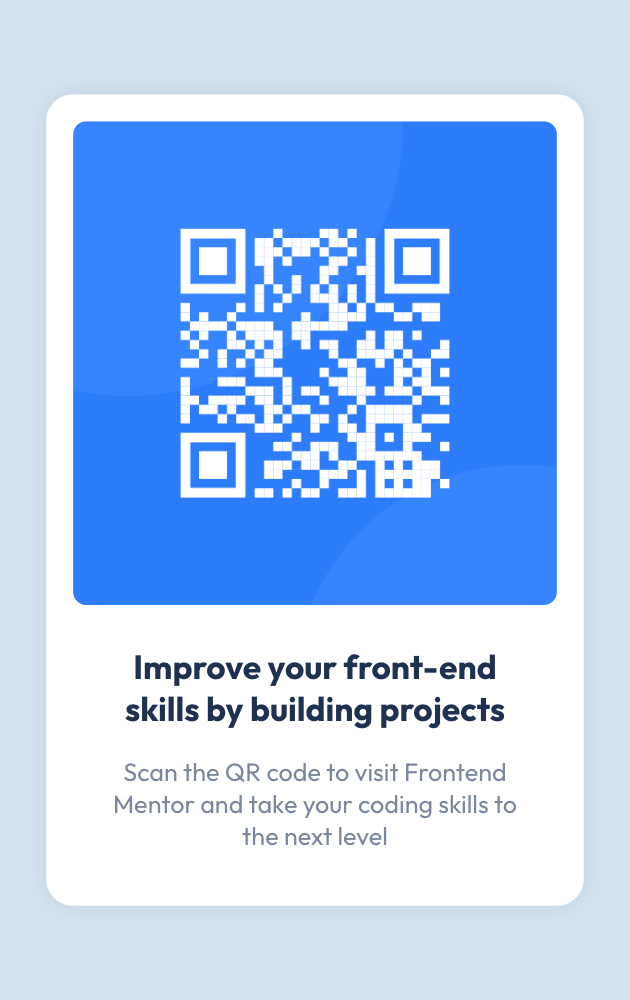 Improve your front-end
skills by building projects
Scan the QR code to visit Frontend
Mentor and take your coding skills to
the next level